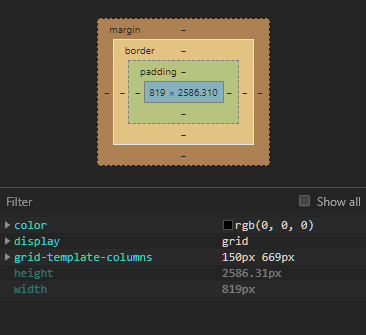 margin –
border –
padding –
– – – 819 × 2586.310 – – –
–
–
–
Filter Show all
color rgb(0, 0, 0)
display grid
grid-template-columns 150px 669px
height 2586.31px
width 819px